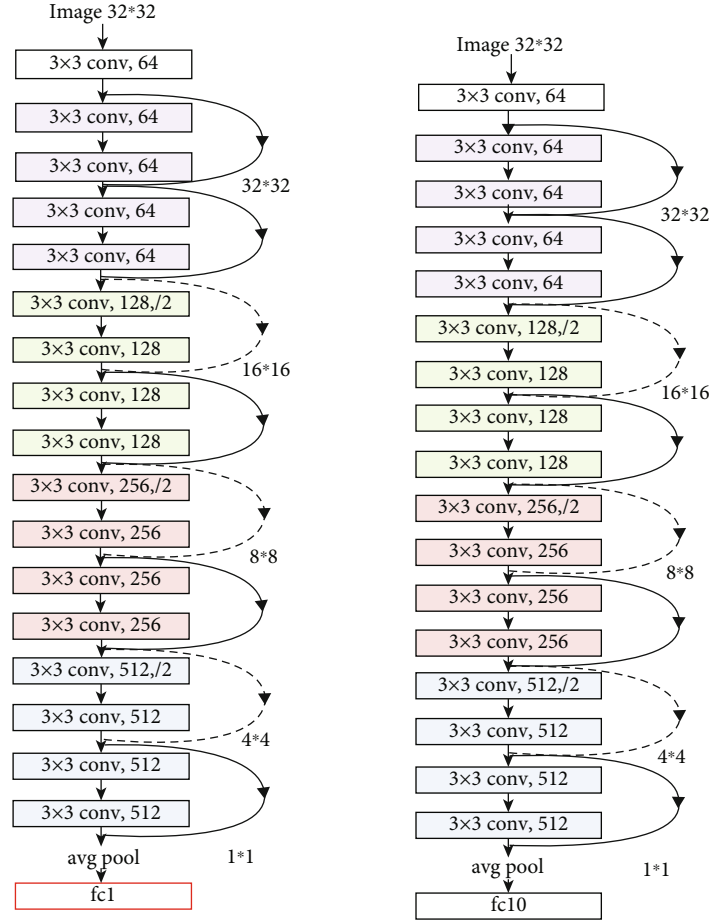 Image 32*32
3×3 conv, 64
3×3 conv, 64
3×3 conv, 64
32*32
3×3 conv, 64
3×3 conv, 64
3×3 conv, 128,/2
3×3 conv, 128
16*16
3×3 conv, 128
3×3 conv, 128
3×3 conv, 256,/2
3×3 conv, 256
8*8
3×3 conv, 256
3×3 conv, 256
3×3 conv, 512,/2
3×3 conv, 512
4*4
3×3 conv, 512
3×3 conv, 512
avg pool
1*1
fc1
Image 32*32
3×3 conv, 64
3×3 conv, 64
3×3 conv, 64
32*32
3×3 conv, 64
3×3 conv, 64
3×3 conv, 128,/2
3×3 conv, 128
16*16
3×3 conv, 128
3×3 conv, 128
3×3 conv, 256,/2
3×3 conv, 256
8*8
3×3 conv, 256
3×3 conv, 256
3×3 conv, 512,/2
3×3 conv, 512
4*4
3×3 conv, 512
3×3 conv, 512
avg pool
1*1
fc10